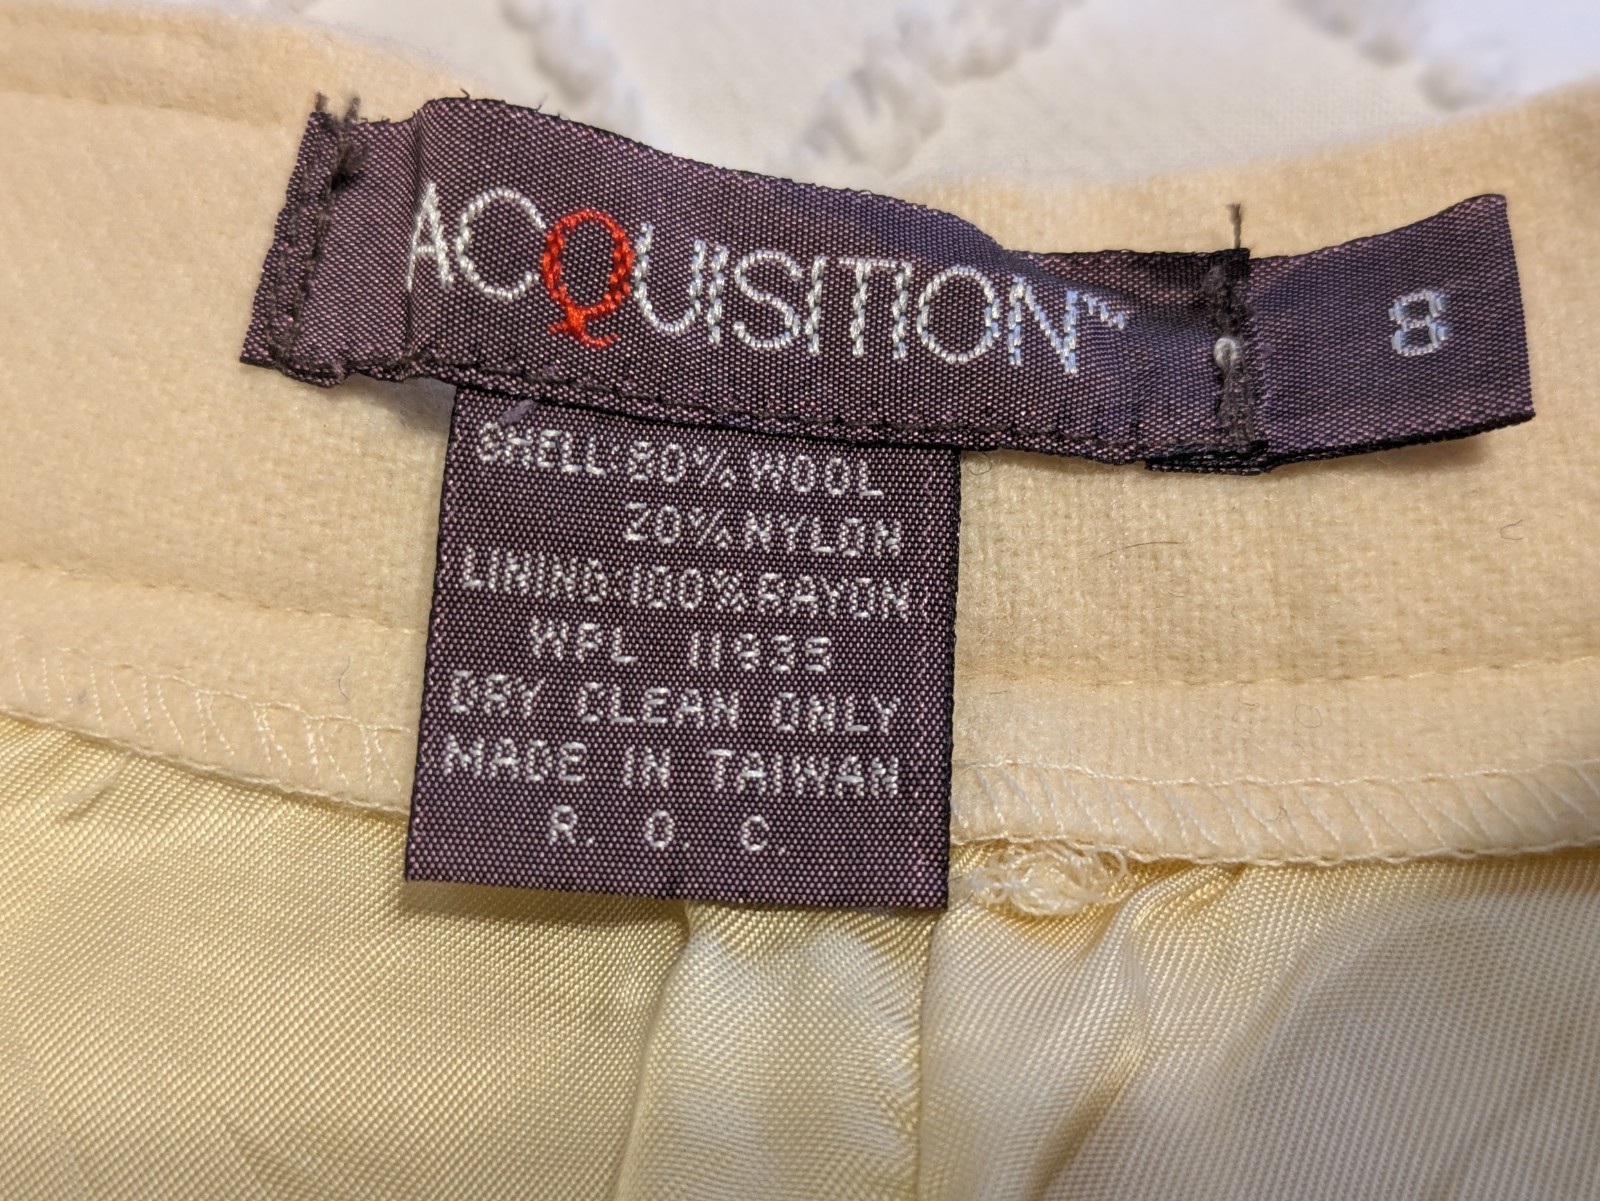 ACQUISITION™ 8
SHELL:80% WOOL
20% NYLON
LINING:100% RAYON
WPL 11935
DRY CLEAN ONLY
MADE IN TAIWAN
R. O. C.